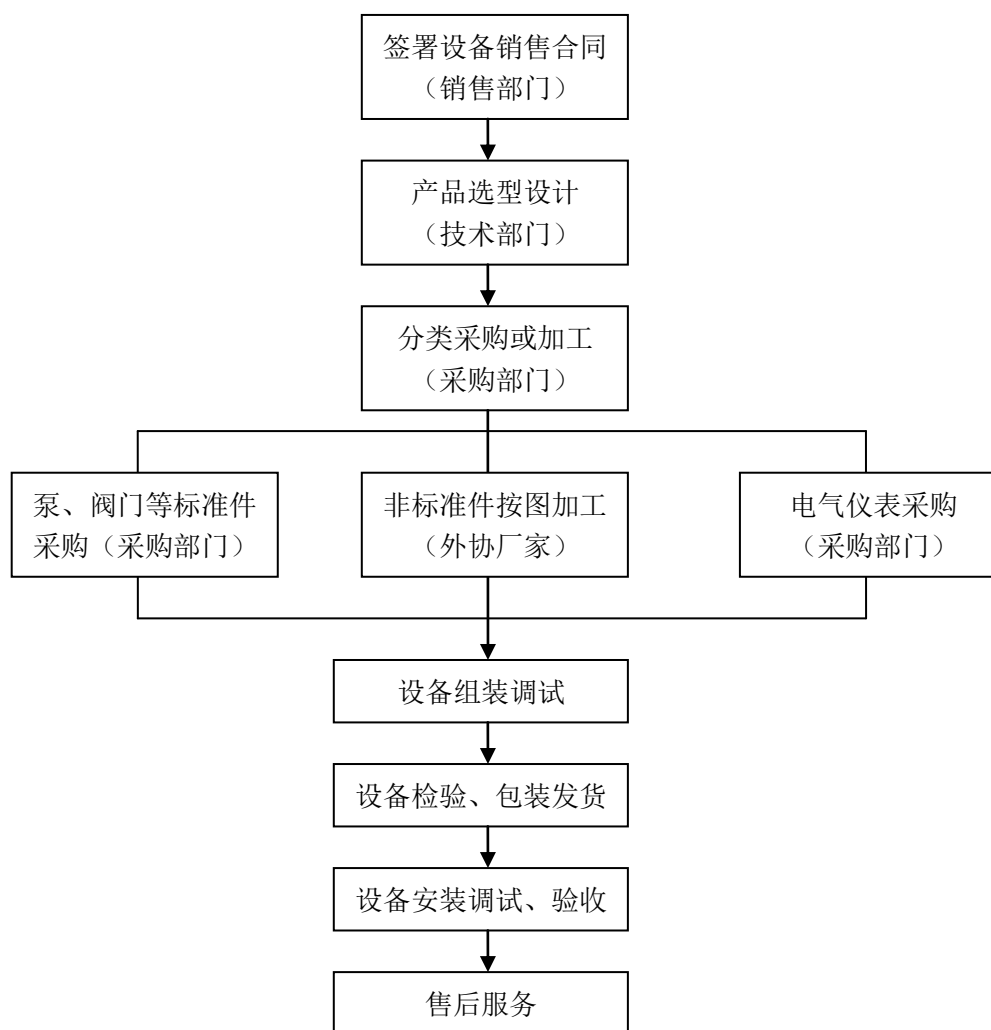 签署设备销售合同
（销售部门）
产品选型设计
（技术部门）
分类采购或加工
（采购部门）
泵、阀门等标准件
采购（采购部门）
非标准件按图加工
（外协厂家）
电气仪表采购
（采购部门）
设备组装调试
设备检验、包装发货
设备安装调试、验收
售后服务